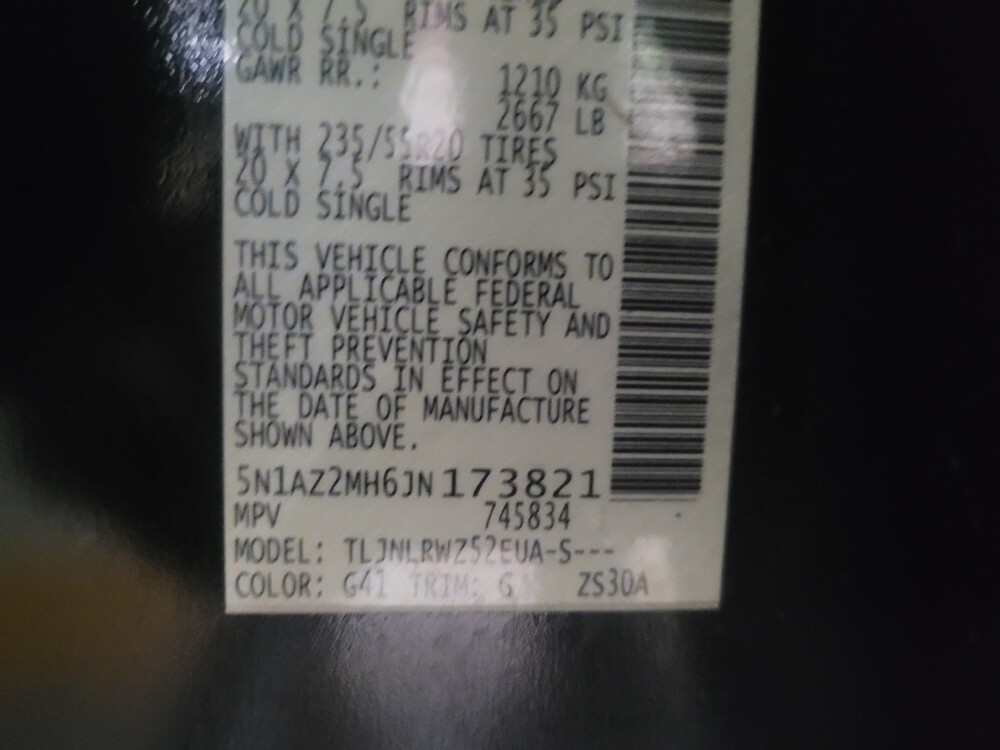 20 X 7.5 RIMS AT 35 PSI
COLD SINGLE
GAWR RR.: 1210 KG
2667 LB
WITH 235/55R20 TIRES
20 X 7.5 RIMS AT 35 PSI
COLD SINGLE
THIS VEHICLE CONFORMS TO
ALL APPLICABLE FEDERAL
MOTOR VEHICLE SAFETY AND
THEFT PREVENTION
STANDARDS IN EFFECT ON
THE DATE OF MANUFACTURE
SHOWN ABOVE.
5N1AZ2MH6JN173821
MPV 745834
MODEL: TLJNLRWZ52EUA-S---
COLOR: G41 TRIM: G ZS30A